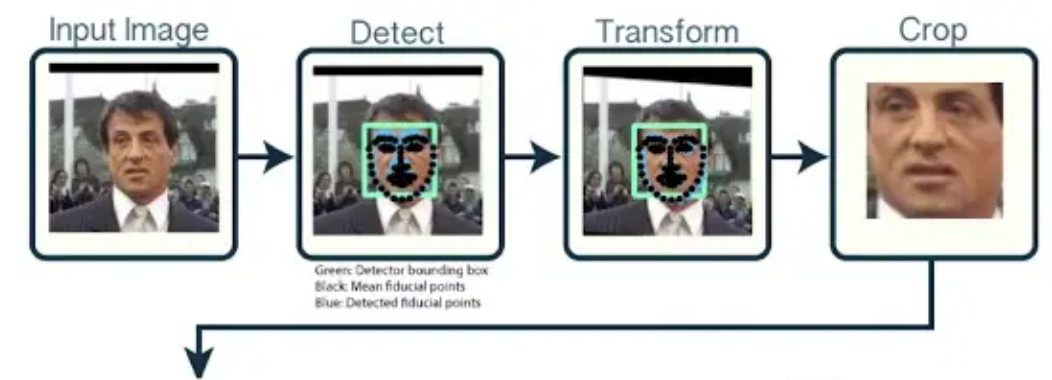 Input Image
Detect
Transform
Crop
Green: Detector bounding box
Black: Mean fiducial points
Blue: Detected fiducial points